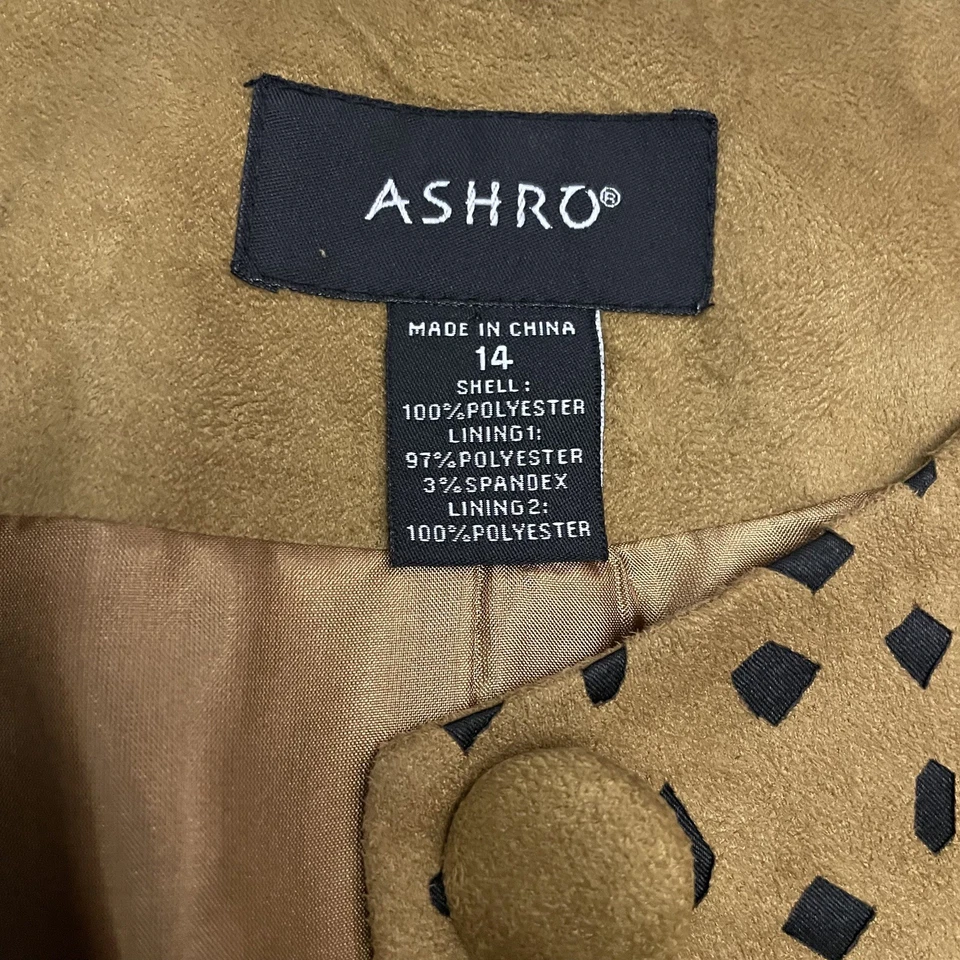 ASHRO®
MADE IN CHINA
14
SHELL:
100%POLYESTER
LINING1:
97%POLYESTER
3%SPANDEX
LINING2:
100%POLYESTER